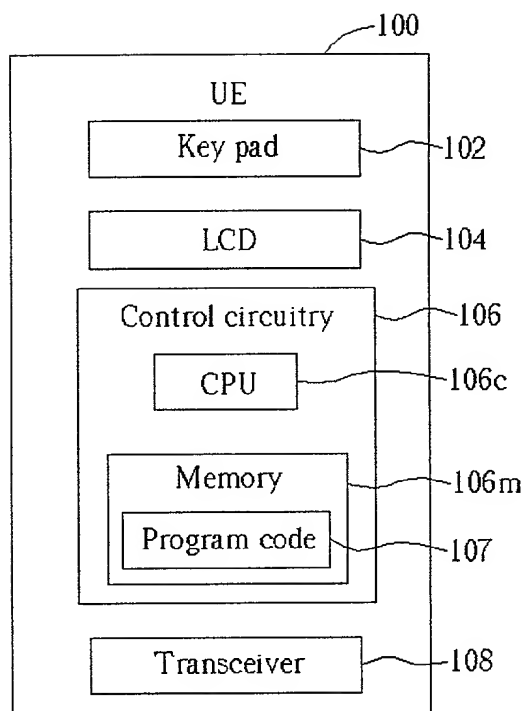 100
UE
Key pad
102
LCD
104
Control circuitry
106
CPU
106c
Memory
106m
Program code
107
Transceiver
108